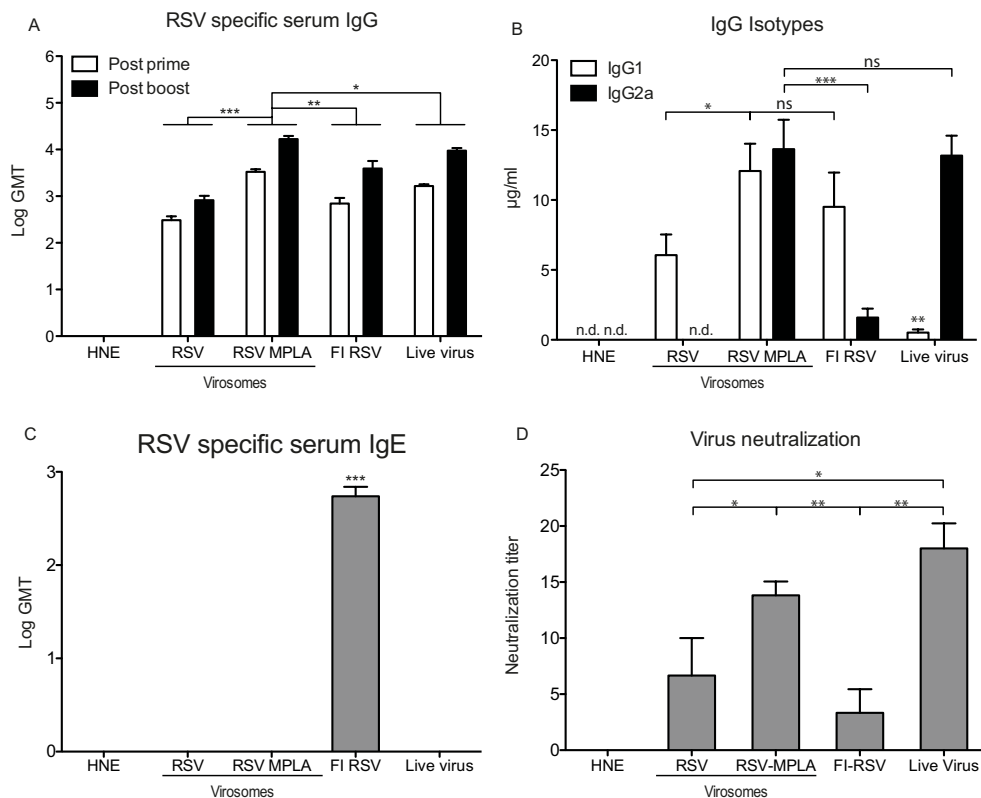 A
RSV specific serum IgG
Post prime
Post boost
Log GMT
6
5
4
3
2
1
0
***
**
*
HNE
RSV
RSV MPLA
FI RSV
Live virus
Virosomes
B
IgG Isotypes
IgG1
IgG2a
µg/ml
20
15
10
5
0
ns
***
*
ns
n.d. n.d.
n.d.
**
HNE
RSV
RSV MPLA
FI RSV
Live virus
Virosomes
C
RSV specific serum IgE
Log GMT
3
2
1
0
***
HNE
RSV
RSV MPLA
FI RSV
Live virus
Virosomes
D
Virus neutralization
Neutralization titer
25
20
15
10
5
0
*
*
**
**
HNE
RSV
RSV-MPLA
FI-RSV
Live Virus
Virosomes